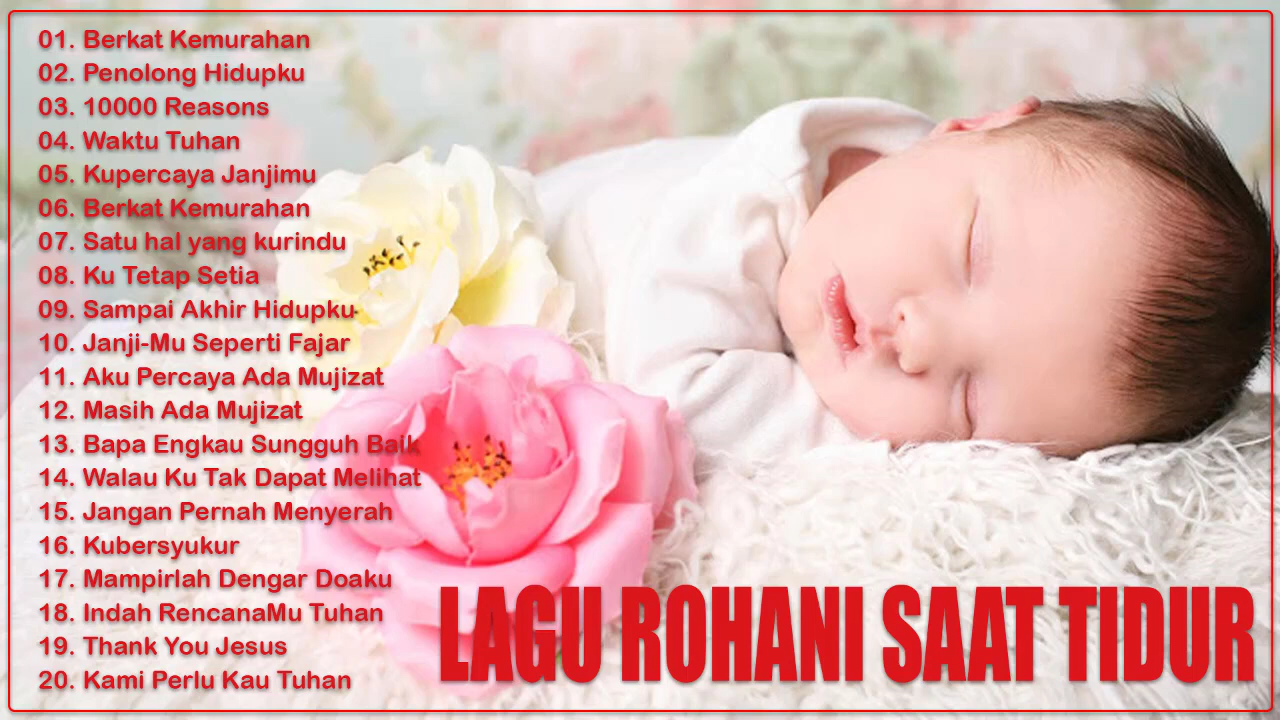 01. Berkat Kemurahan
02. Penolong Hidupku
03. 10000 Reasons
04. Waktu Tuhan
05. Kupercaya Janjimu
06. Berkat Kemurahan
07. Satu hal yang kurindu
08. Ku Tetap Setia
09. Sampai Akhir Hidupku
10. Janji-Mu Seperti Fajar
11. Aku Percaya Ada Mujizat
12. Masih Ada Mujizat
13. Bapa Engkau Sungguh Baik
14. Walau Ku Tak Dapat Melihat
15. Jangan Pernah Menyerah
16. Kubersyukur
17. Mampirlah Dengar Doaku
18. Indah RencanaMu Tuhan
19. Thank You Jesus
20. Kami Perlu Kau Tuhan
LAGU ROHANI SAAT TIDUR